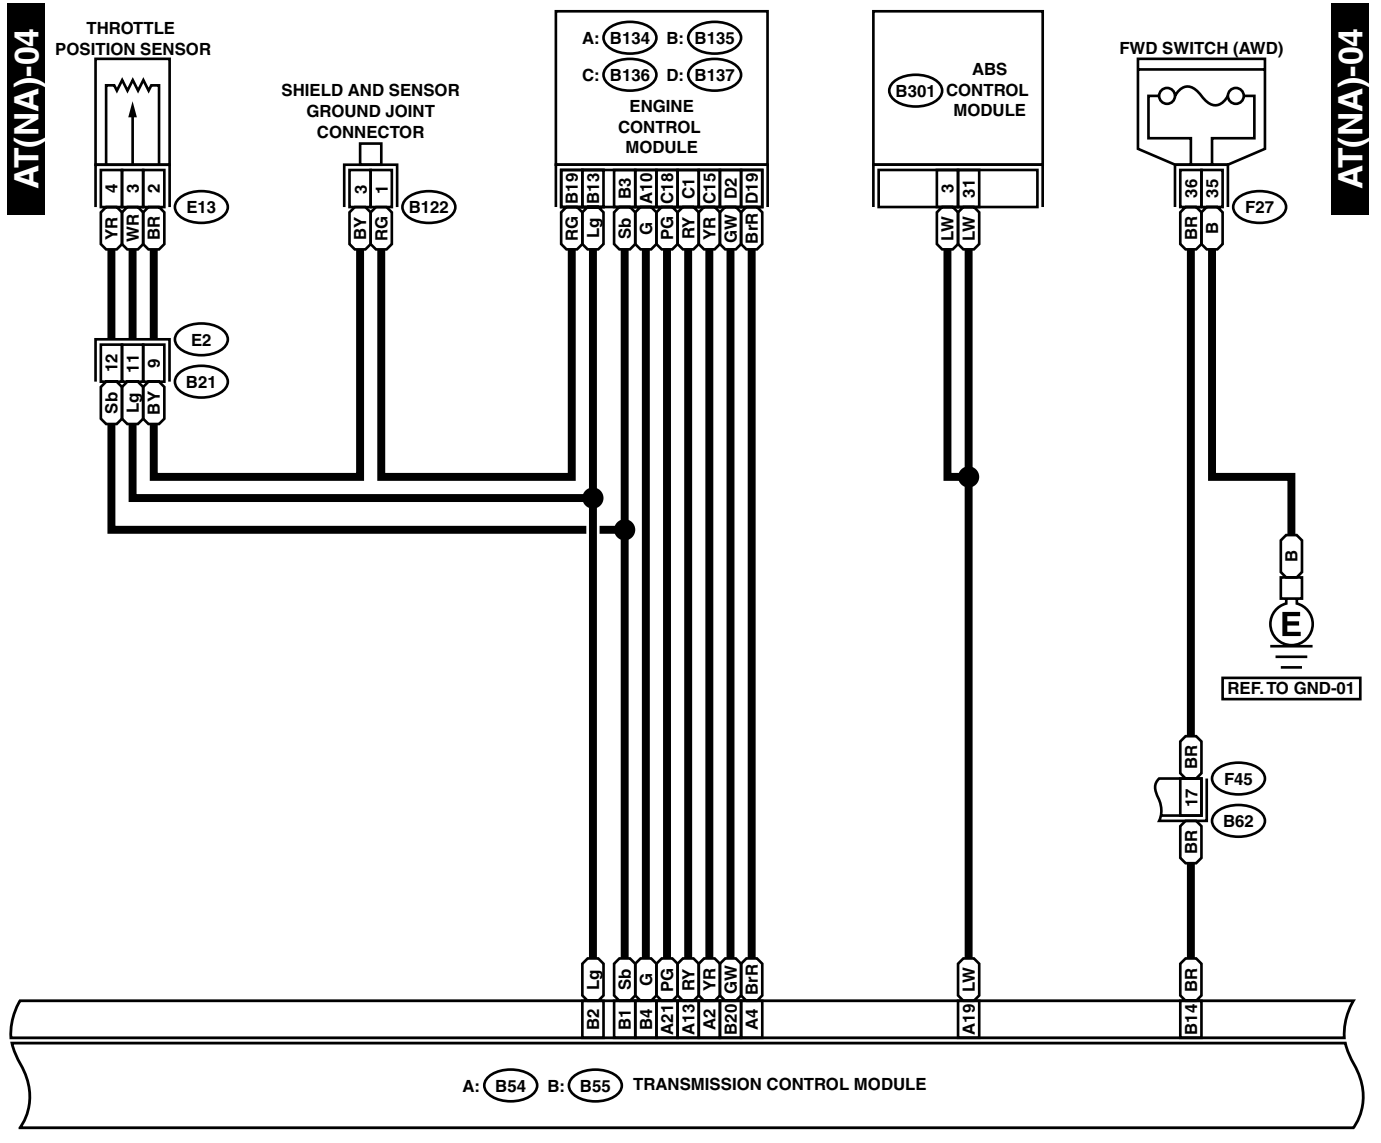 AT(NA)-04
AT(NA)-04
THROTTLE
POSITION SENSOR
4 3 2
E13
YR WR BR
E2
12 11 9
B21
Sb Lg BY
SHIELD AND SENSOR
GROUND JOINT
CONNECTOR
3 1
B122
BY RG
A: B134 B: B135
C: B136 D: B137
ENGINE
CONTROL
MODULE
B19 B13 B3 A10 C18 C1 C15 D2 D19
RG Lg Sb G PG RY YR GW BrR
B301
ABS
CONTROL
MODULE
3 31
LW LW
FWD SWITCH (AWD)
36 35
F27
BR B
B
E
REF. TO GND-01
BR
F45
17
B62
BR
Lg Sb G PG RY YR GW BrR LW BR
B2 B1 B4 A21 A13 A2 B20 A4 A19 B14
A: B54 B: B55 TRANSMISSION CONTROL MODULE